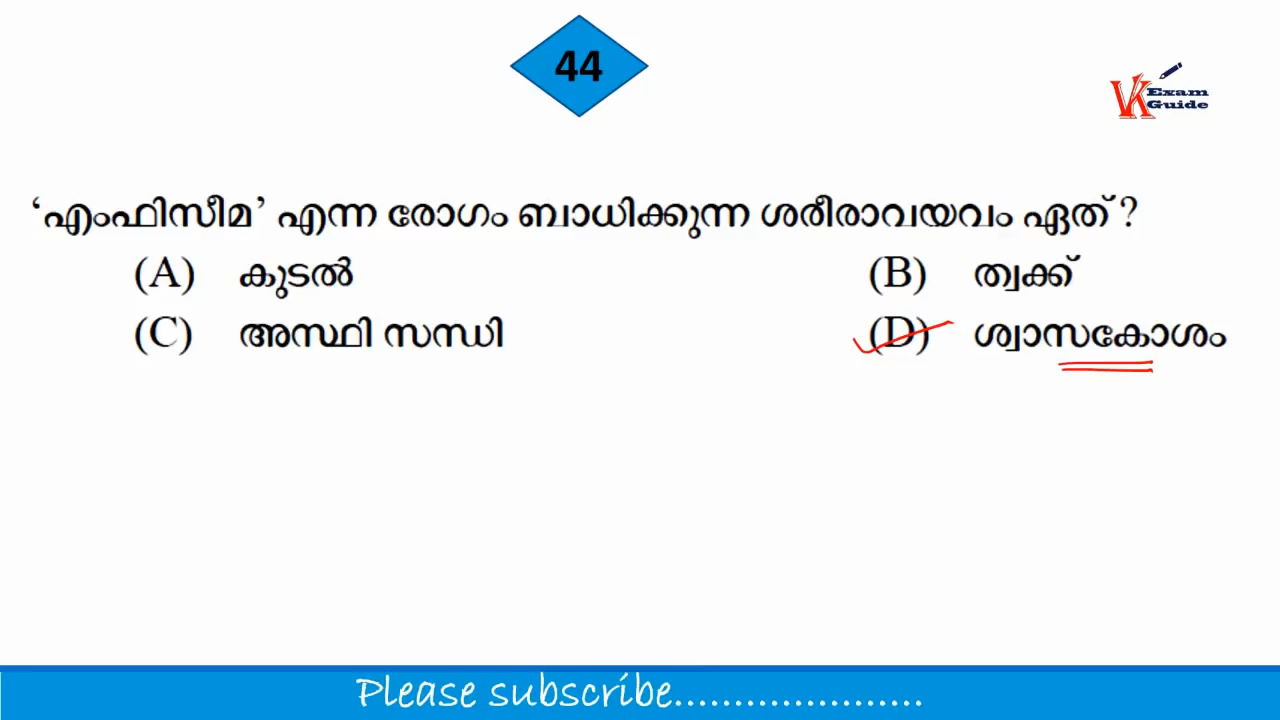 44
VK Exam Guide
‘എംഫിസീമ’ എന്ന രോഗം ബാധിക്കുന്ന ശരീരാവയവം ഏത് ?
(A) കുടൽ (B) ത്വക്ക്
(C) അസ്ഥി സന്ധി (D) ശ്വാസകോശം
Please subscribe.....................